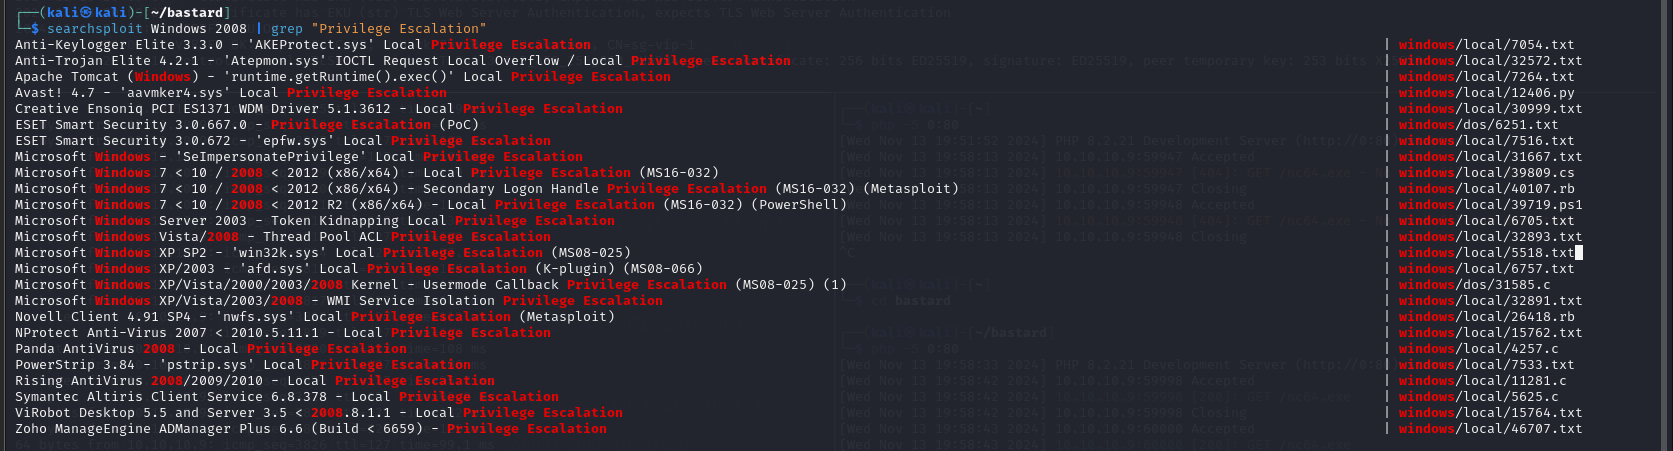 (kali㉿kali)-[~/bastard]
$ searchsploit Windows 2008 | grep "Privilege Escalation"
Anti-Keylogger Elite 3.3.0 - 'AKEProtect.sys' Local Privilege Escalation | windows/local/7054.txt
Anti-Trojan Elite 4.2.1 - 'Atepmon.sys' IOCTL Request Local Overflow / Local Privilege Escalation | windows/local/32572.txt
Apache Tomcat (Windows) - 'runtime.getRuntime().exec()' Local Privilege Escalation | windows/local/7264.txt
Avast! 4.7 - 'aavmker4.sys' Local Privilege Escalation | windows/local/12406.py
Creative Ensoniq PCI ES1371 WDM Driver 5.1.3612 - Local Privilege Escalation | windows/local/30999.txt
ESET Smart Security 3.0.667.0 - Privilege Escalation (PoC) | windows/dos/6251.txt
ESET Smart Security 3.0.672 - 'epfw.sys' Local Privilege Escalation | windows/local/7516.txt
Microsoft Windows - 'SeImpersonatePrivilege' Local Privilege Escalation | windows/local/31667.txt
Microsoft Windows 7 < 10 / 2008 < 2012 (x86/x64) - Local Privilege Escalation (MS16-032) | windows/local/39809.cs
Microsoft Windows 7 < 10 / 2008 < 2012 (x86/x64) - Secondary Logon Handle Privilege Escalation (MS16-032) (Metasploit) | windows/local/40107.rb
Microsoft Windows 7 < 10 / 2008 < 2012 R2 (x86/x64) - Local Privilege Escalation (MS16-032) (PowerShell) | windows/local/39719.ps1
Microsoft Windows Server 2003 - Token Kidnapping Local Privilege Escalation | windows/local/6705.txt
Microsoft Windows Vista/2008 - Thread Pool ACL Privilege Escalation | windows/local/32893.txt
Microsoft Windows XP SP2 - 'win32k.sys' Local Privilege Escalation (MS08-025) | windows/local/5518.txt
Microsoft Windows XP/2003 - 'afd.sys' Local Privilege Escalation (K-plugin) (MS08-066) | windows/local/6757.txt
Microsoft Windows XP/Vista/2000/2003/2008 Kernel - Usermode Callback Privilege Escalation (MS08-025) (1) | windows/dos/31585.c
Microsoft Windows XP/Vista/2003/2008 - WMI Service Isolation Privilege Escalation | windows/local/32891.txt
Novell Client 4.91 SP4 - 'nwfs.sys' Local Privilege Escalation (Metasploit) | windows/local/26418.rb
NProtect Anti-Virus 2007 < 2010.5.11.1 - Local Privilege Escalation | windows/local/15762.txt
Panda AntiVirus 2008 - Local Privilege Escalation | windows/local/4257.c
PowerStrip 3.84 - 'pstrip.sys' Local Privilege Escalation | windows/local/7533.txt
Rising AntiVirus 2008/2009/2010 - Local Privilege Escalation | windows/local/11281.c
Symantec Altiris Client Service 6.8.378 - Local Privilege Escalation | windows/local/5625.c
ViRobot Desktop 5.5 and Server 3.5 < 2008.8.1.1 - Local Privilege Escalation | windows/local/15764.txt
Zoho ManageEngine ADManager Plus 6.6 (Build < 6659) - Privilege Escalation | windows/local/46707.txt